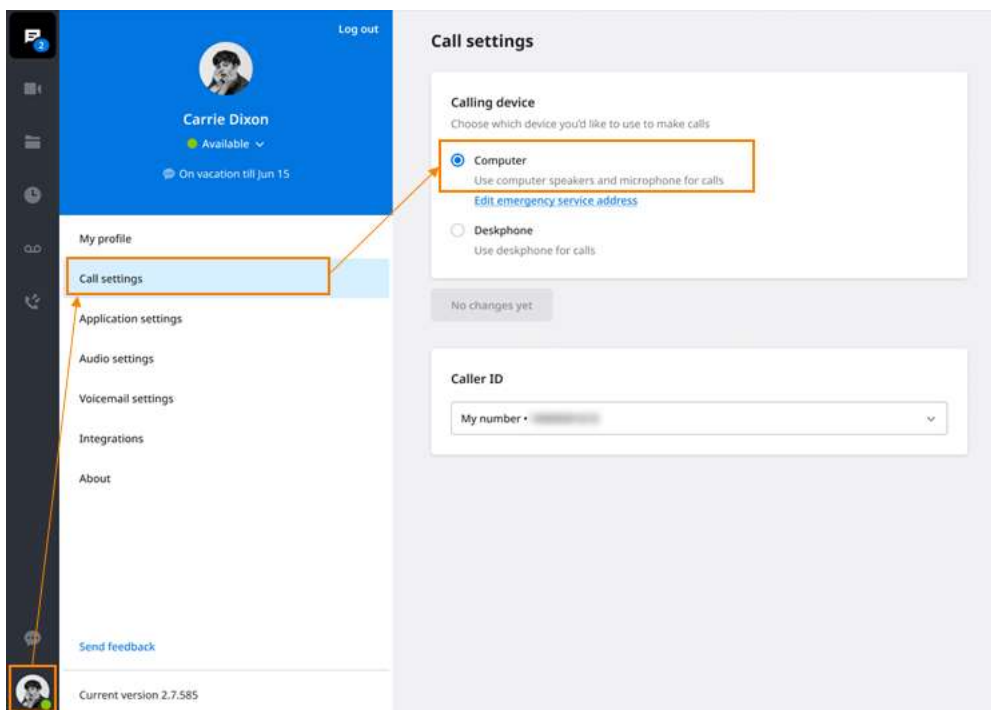 2
Log out
Carrie Dixon
Available
On vacation till Jun 15
My profile
Call settings
Application settings
Audio settings
Voicemail settings
Integrations
About
Send feedback
Current version 2.7.585
Call settings
Calling device
Choose which device you'd like to use to make calls
Computer
Use computer speakers and microphone for calls
Edit emergency service address
Deskphone
Use deskphone for calls
No changes yet
Caller ID
My number •